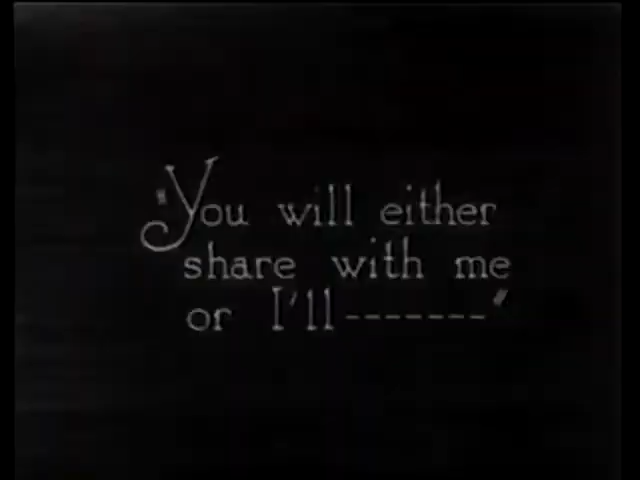 "You will either
share with me
or I'll-------"